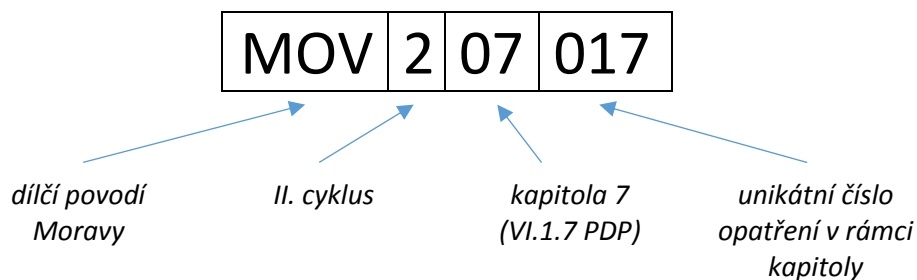 MOV 2 07 017
dílčí povodí
Moravy
II. cyklus
kapitola 7
(VI.1.7 PDP)
unikátní číslo
opatření v rámci
kapitoly